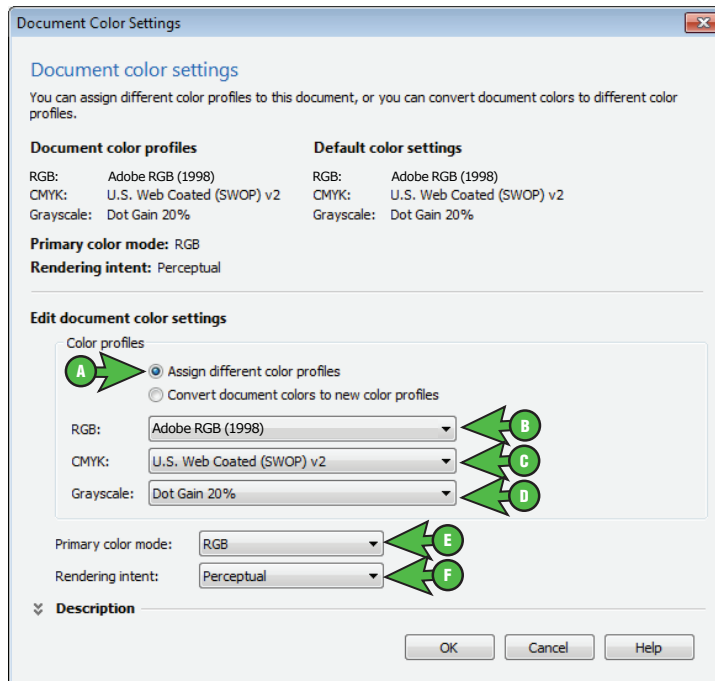 Document Color Settings
Document color settings
You can assign different color profiles to this document, or you can convert document colors to different color
profiles.
Document color profiles
RGB: Adobe RGB (1998)
CMYK: U.S. Web Coated (SWOP) v2
Grayscale: Dot Gain 20%
Default color settings
RGB: Adobe RGB (1998)
CMYK: U.S. Web Coated (SWOP) v2
Grayscale: Dot Gain 20%
Primary color mode: RGB
Rendering intent: Perceptual
Edit document color settings
Color profiles
A Assign different color profiles
Convert document colors to new color profiles
RGB: Adobe RGB (1998) B
CMYK: U.S. Web Coated (SWOP) v2 C
Grayscale: Dot Gain 20% D
Primary color mode: RGB E
Rendering intent: Perceptual F
Description
OK Cancel Help